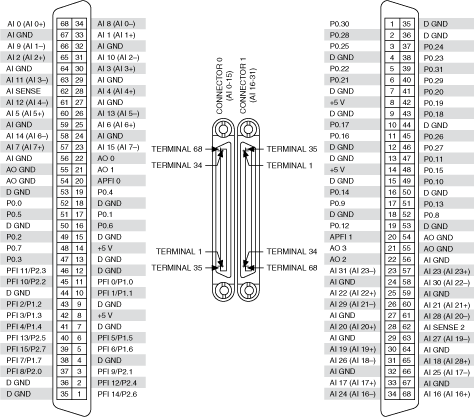 AI 0 (AI 0+) 68 34 AI 8 (AI 0–)
AI GND 67 33 AI 1 (AI 1+)
AI 9 (AI 1–) 66 32 AI GND
AI 2 (AI 2+) 65 31 AI 10 (AI 2–)
AI GND 64 30 AI 3 (AI 3+)
AI 11 (AI 3–) 63 29 AI GND
AI SENSE 62 28 AI 4 (AI 4+)
AI 12 (AI 4–) 61 27 AI GND
AI 5 (AI 5+) 60 26 AI 13 (AI 5–)
AI GND 59 25 AI 6 (AI 6+)
AI 14 (AI 6–) 58 24 AI GND
AI 7 (AI 7+) 57 23 AI 15 (AI 7–)
AI GND 56 22 AO 0
AO GND 55 21 AO 1
AO GND 54 20 APFI 0
D GND 53 19 P0.4
P0.0 52 18 D GND
P0.5 51 17 P0.1
D GND 50 16 P0.6
P0.2 49 15 D GND
P0.7 48 14 +5 V
P0.3 47 13 D GND
PFI 11/P2.3 46 12 D GND
PFI 10/P2.2 45 11 PFI 0/P1.0
D GND 44 10 PFI 1/P1.1
PFI 2/P1.2 43 9 D GND
PFI 3/P1.3 42 8 +5 V
PFI 4/P1.4 41 7 D GND
PFI 13/P2.5 40 6 PFI 5/P1.5
PFI 15/P2.7 39 5 PFI 6/P1.6
PFI 7/P1.7 38 4 D GND
PFI 8/P2.0 37 3 PFI 9/P2.1
D GND 36 2 PFI 12/P2.4
D GND 35 1 PFI 14/P2.6
CONNECTOR 0
(AI 0-15)
CONNECTOR 1
(AI 16-31)
TERMINAL 68 TERMINAL 35
TERMINAL 34 TERMINAL 1
TERMINAL 1 TERMINAL 34
TERMINAL 35 TERMINAL 68
P0.30 1 35 D GND
P0.28 2 36 D GND
P0.25 3 37 P0.24
D GND 4 38 P0.23
P0.22 5 39 P0.31
P0.21 6 40 P0.29
D GND 7 41 P0.20
+5 V 8 42 P0.19
D GND 9 43 P0.18
P0.17 10 44 D GND
P0.16 11 45 P0.26
D GND 12 46 P0.27
D GND 13 47 P0.11
+5 V 14 48 P0.15
D GND 15 49 P0.10
P0.14 16 50 D GND
P0.9 17 51 P0.13
D GND 18 52 P0.8
P0.12 19 53 D GND
APFI 1 20 54 AO GND
AO 3 21 55 AO GND
AO 2 22 56 AI GND
AI 31 (AI 23–) 23 57 AI 23 (AI 23+)
AI GND 24 58 AI 30 (AI 22–)
AI 22 (AI 22+) 25 59 AI GND
AI 29 (AI 21–) 26 60 AI 21 (AI 21+)
AI GND 27 61 AI 28 (AI 20–)
AI 20 (AI 20+) 28 62 AI SENSE 2
AI GND 29 63 AI 27 (AI 19–)
AI 19 (AI 19+) 30 64 AI GND
AI 26 (AI 18–) 31 65 AI 18 (AI 28+)
AI GND 32 66 AI 25 (AI 17–)
AI 17 (AI 17+) 33 67 AI GND
AI 24 (AI 16–) 34 68 AI 16 (AI 16+)